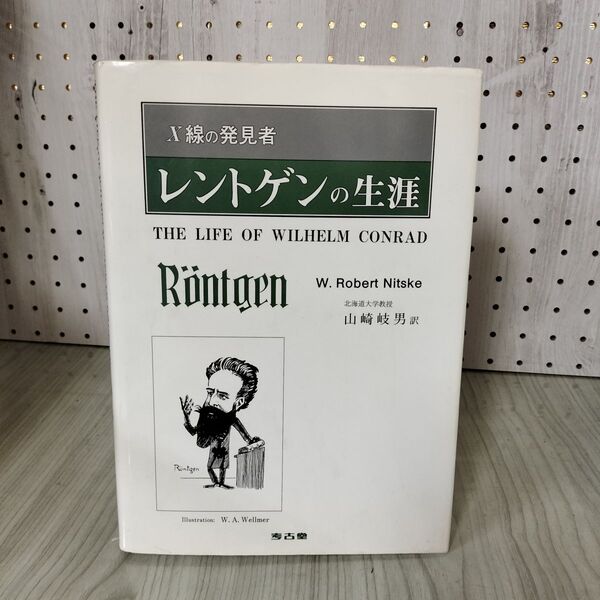 X線の発見者
レントゲンの生涯
THE LIFE OF WILHELM CONRAD
Röntgen
W. Robert Nitske
北海道大学教授
山崎岐男 訳
Röntgen
Illustration: W. A. Wellmer
考古堂